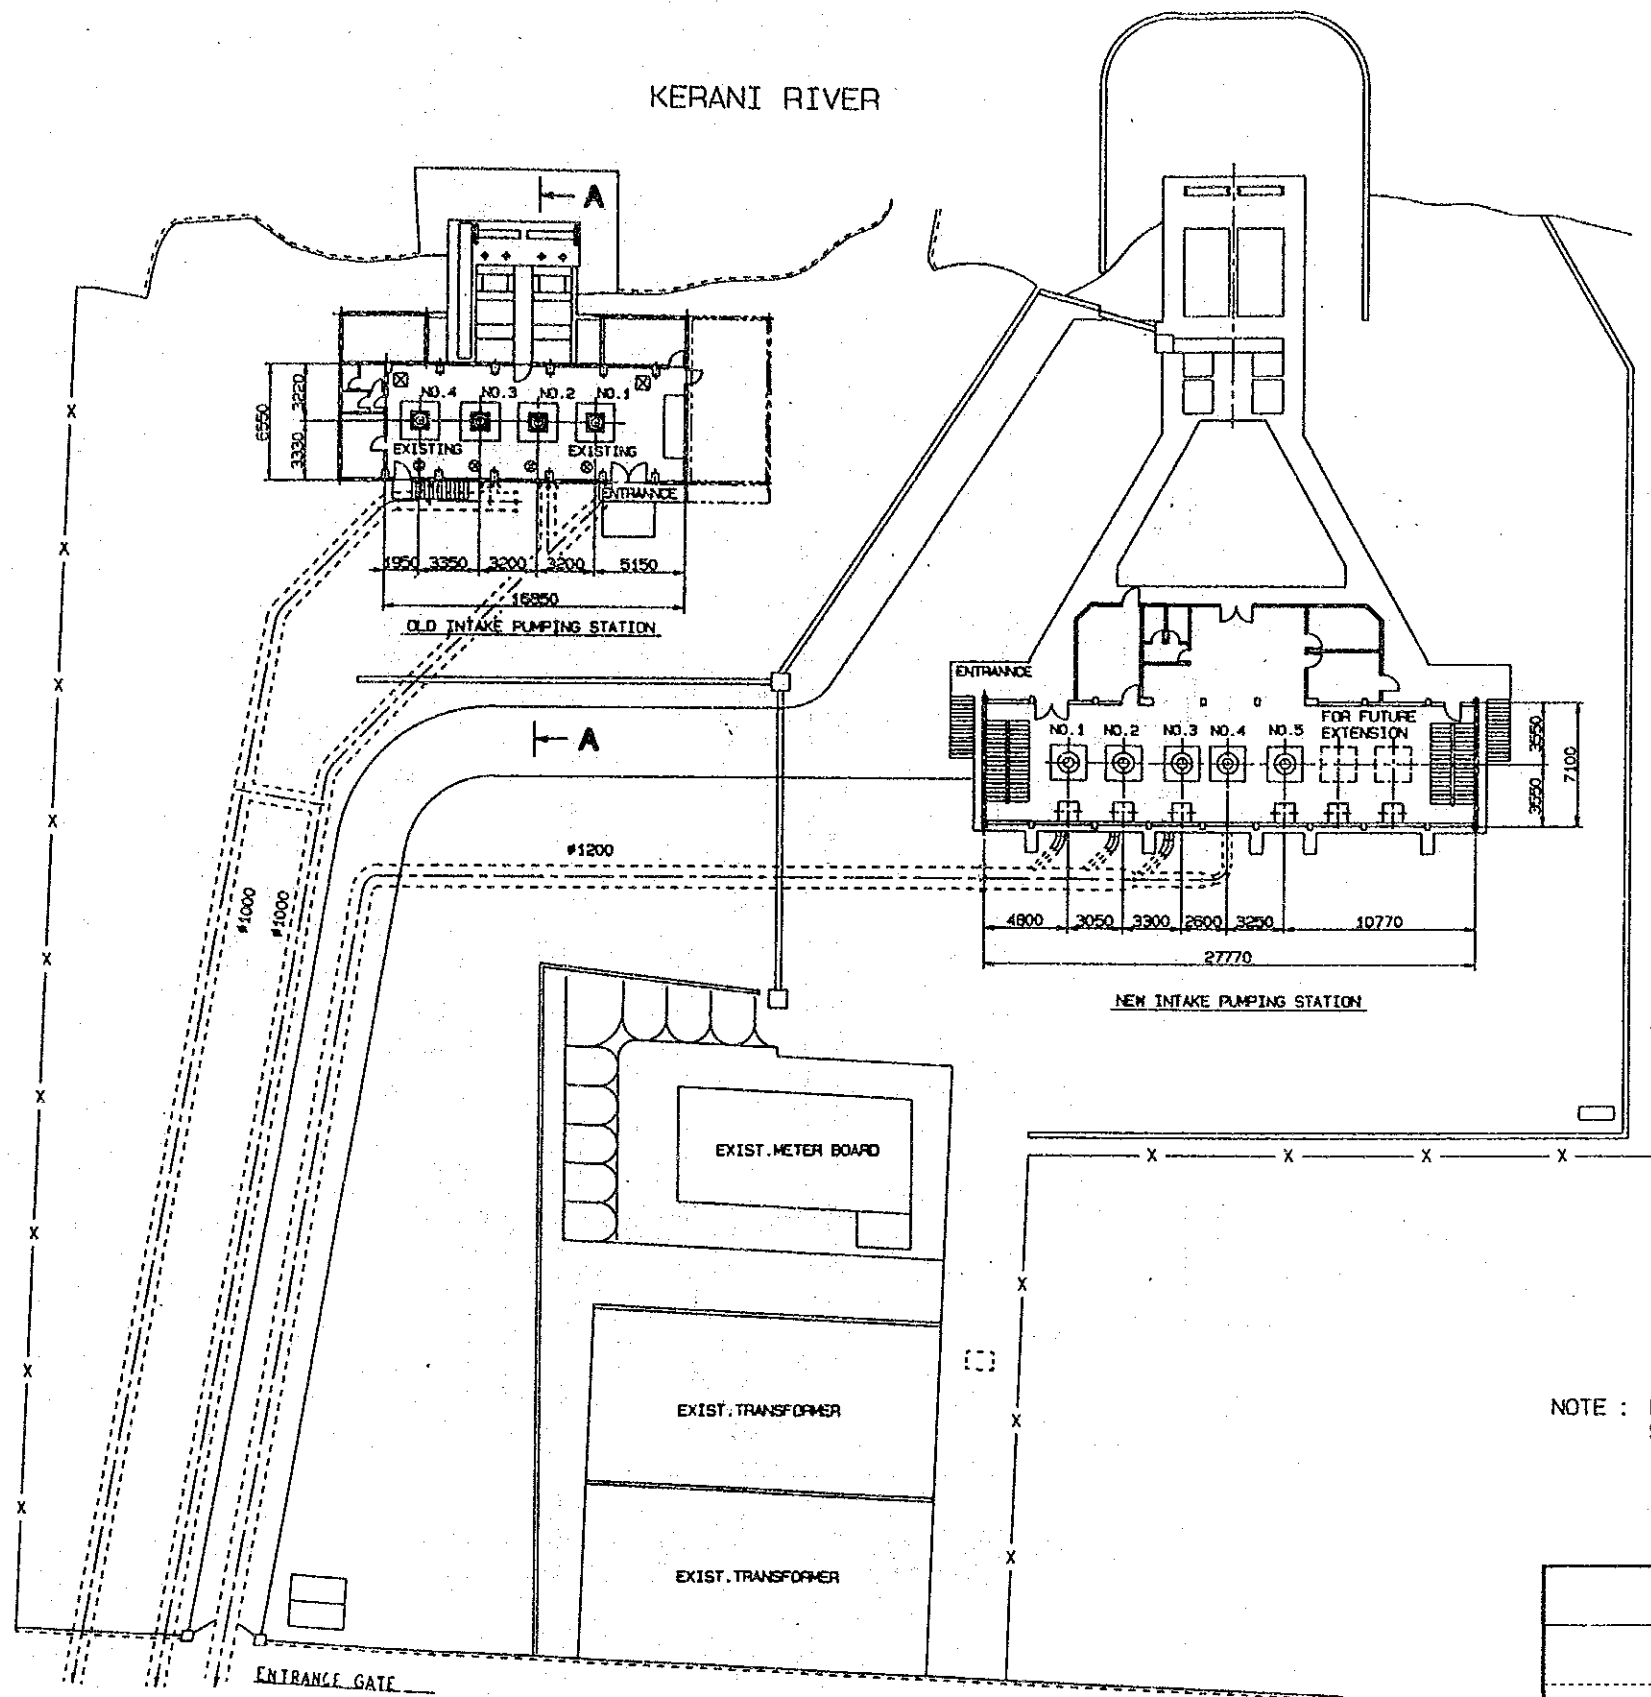 KERANI RIVER
A
NO.4 NO.3 NO.2 NO.1
6550
3220
3330
EXISTING EXISTING
ENTRANNCE
1950 3350 3200 3200 5150
16850
OLD INTAKE PUMPING STATION
A
ENTRANNCE
FOR FUTURE
EXTENSION
NO.1 NO.2 NO.3 NO.4 NO.5
3550
3550
7100
ø1200
ø1000
ø1000
4800 3050 3300 2600 3250 10770
27770
NEW INTAKE PUMPING STATION
EXIST.METER BOARD
X X X X
EXIST.TRANSFORMER
NOTE :
EXIST.TRANSFORMER
ENTRANCE GATE